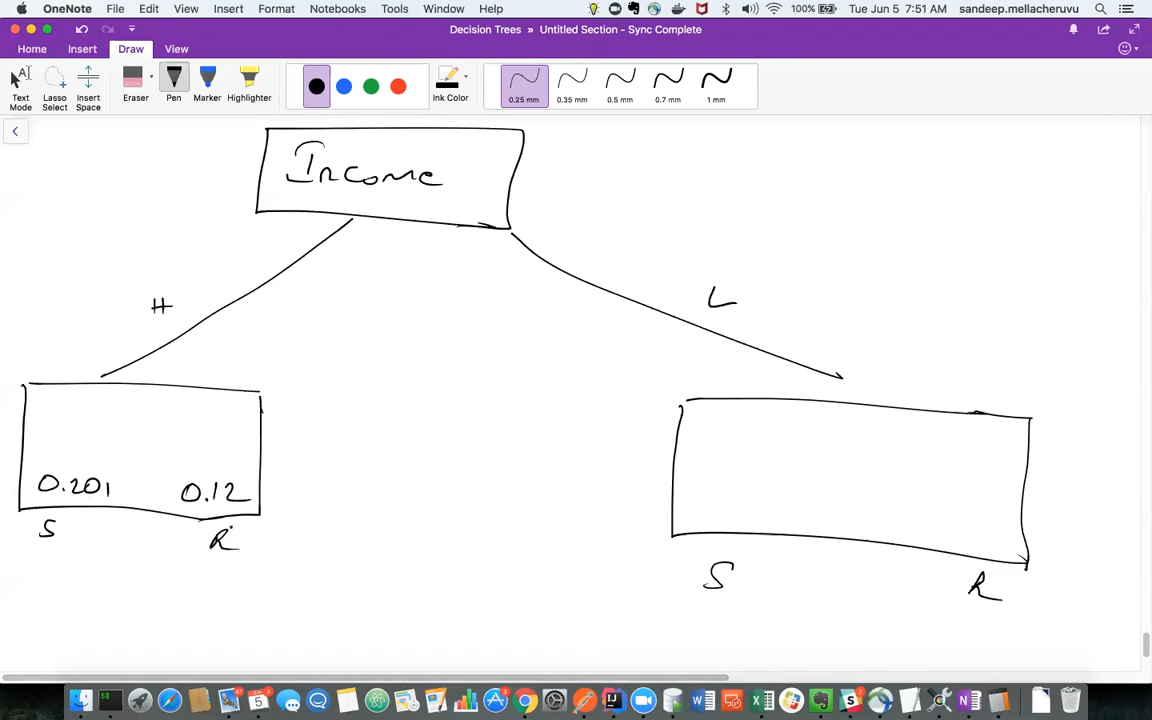 OneNote File Edit View Insert Format Notebooks Tools Window Help 100% Tue Jun 5 7:51 AM sandeep.mellacheruvu
Decision Trees » Untitled Section - Sync Complete
Home Insert Draw View
Text Mode Lasso Select Insert Space Eraser Pen Marker Highlighter Ink Color 0.25 mm 0.35 mm 0.5 mm 0.7 mm 1 mm
Income
H L
0.201 0.12
S R
S R